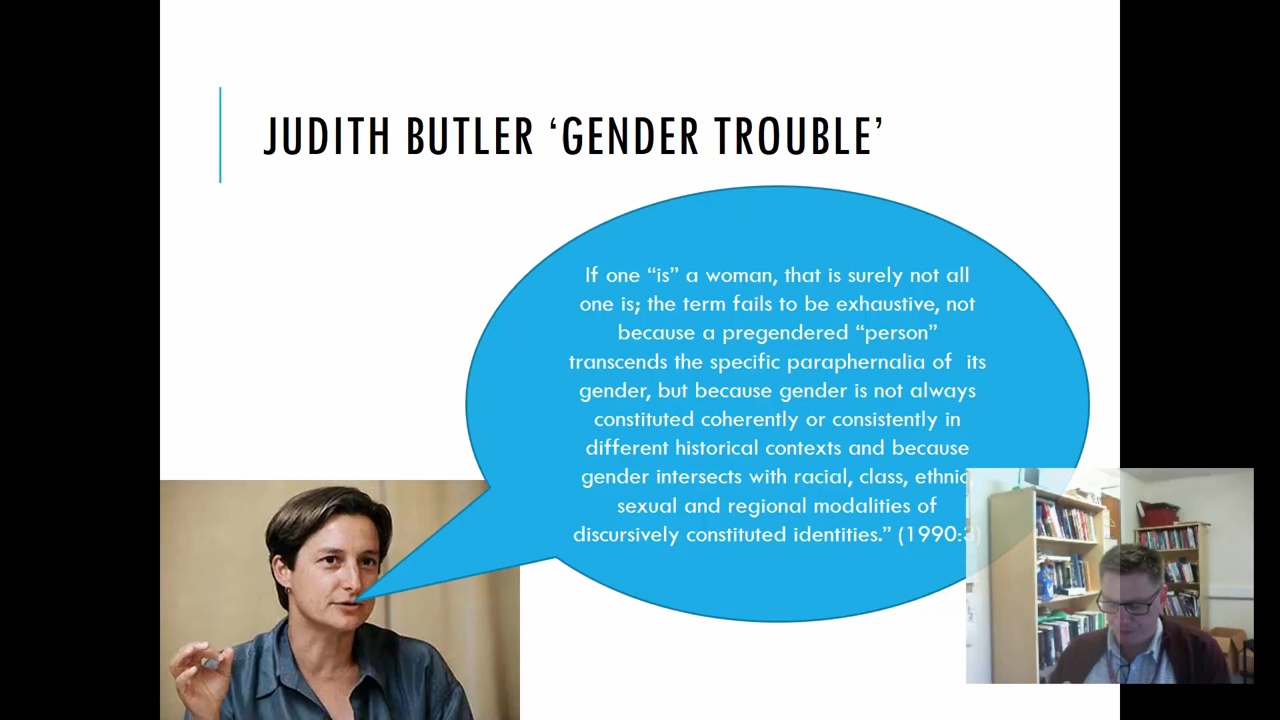 JUDITH BUTLER ‘GENDER TROUBLE’
If one “is” a woman, that is surely not all
one is; the term fails to be exhaustive, not
because a pregendered “person”
transcends the specific paraphernalia of its
gender, but because gender is not always
constituted coherently or consistently in
different historical contexts and because
gender intersects with racial, class, ethnic,
sexual and regional modalities of
discursively constituted identities.” (1990:3)